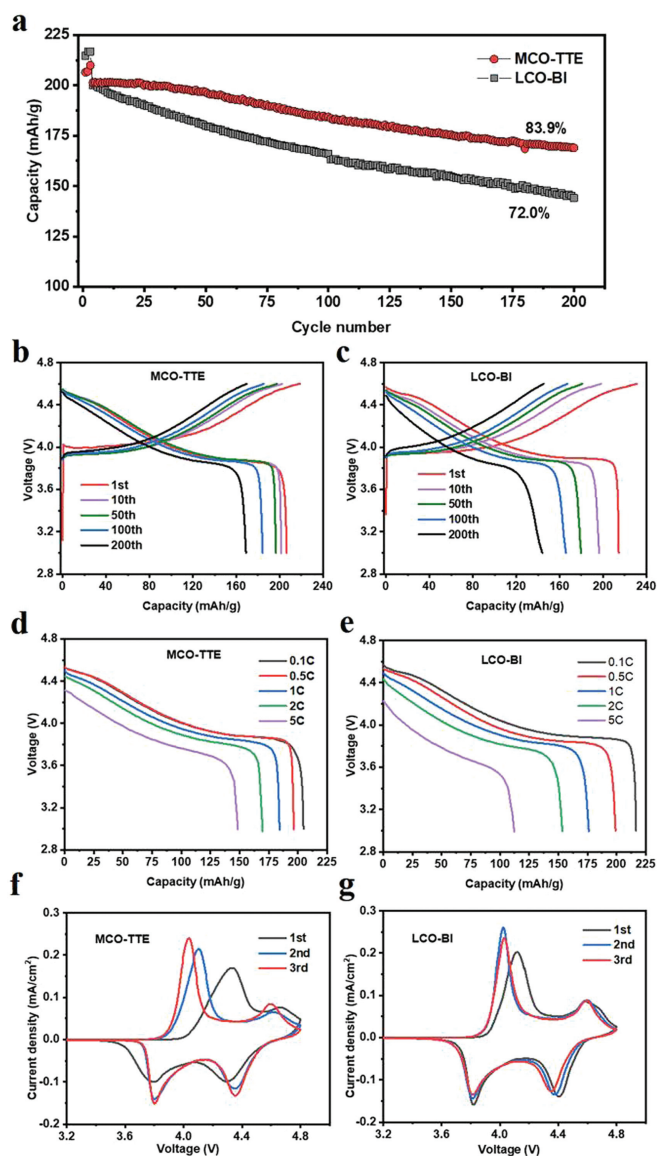 a
225
200
175
150
125
100
Capacity (mAh/g)
MCO-TTE
LCO-BI
83.9%
72.0%
0 25 50 75 100 125 150 175 200
Cycle number
b
4.8
4.4
4.0
3.6
3.2
2.8
Voltage (V)
MCO-TTE
1st
10th
50th
100th
200th
0 40 80 120 160 200 240
Capacity (mAh/g)
c
4.8
4.4
4.0
3.6
3.2
2.8
Voltage (V)
LCO-BI
1st
10th
50th
100th
200th
0 40 80 120 160 200 240
Capacity (mAh/g)
d
4.8
4.4
4.0
3.6
3.2
2.8
Voltage (V)
MCO-TTE
0.1C
0.5C
1C
2C
5C
0 25 50 75 100 125 150 175 200 225
Capacity (mAh/g)
e
4.8
4.4
4.0
3.6
3.2
2.8
Voltage (V)
LCO-BI
0.1C
0.5C
1C
2C
5C
0 25 50 75 100 125 150 175 200 225
Capacity (mAh/g)
f
0.3
0.2
0.1
0.0
-0.1
-0.2
Current density (mA/cm²)
MCO-TTE
1st
2nd
3rd
3.2 3.6 4.0 4.4 4.8
Voltage (V)
g
0.3
0.2
0.1
0.0
-0.1
-0.2
Current density (mA/cm²)
LCO-BI
1st
2nd
3rd
3.2 3.6 4.0 4.4 4.8
Voltage (V)